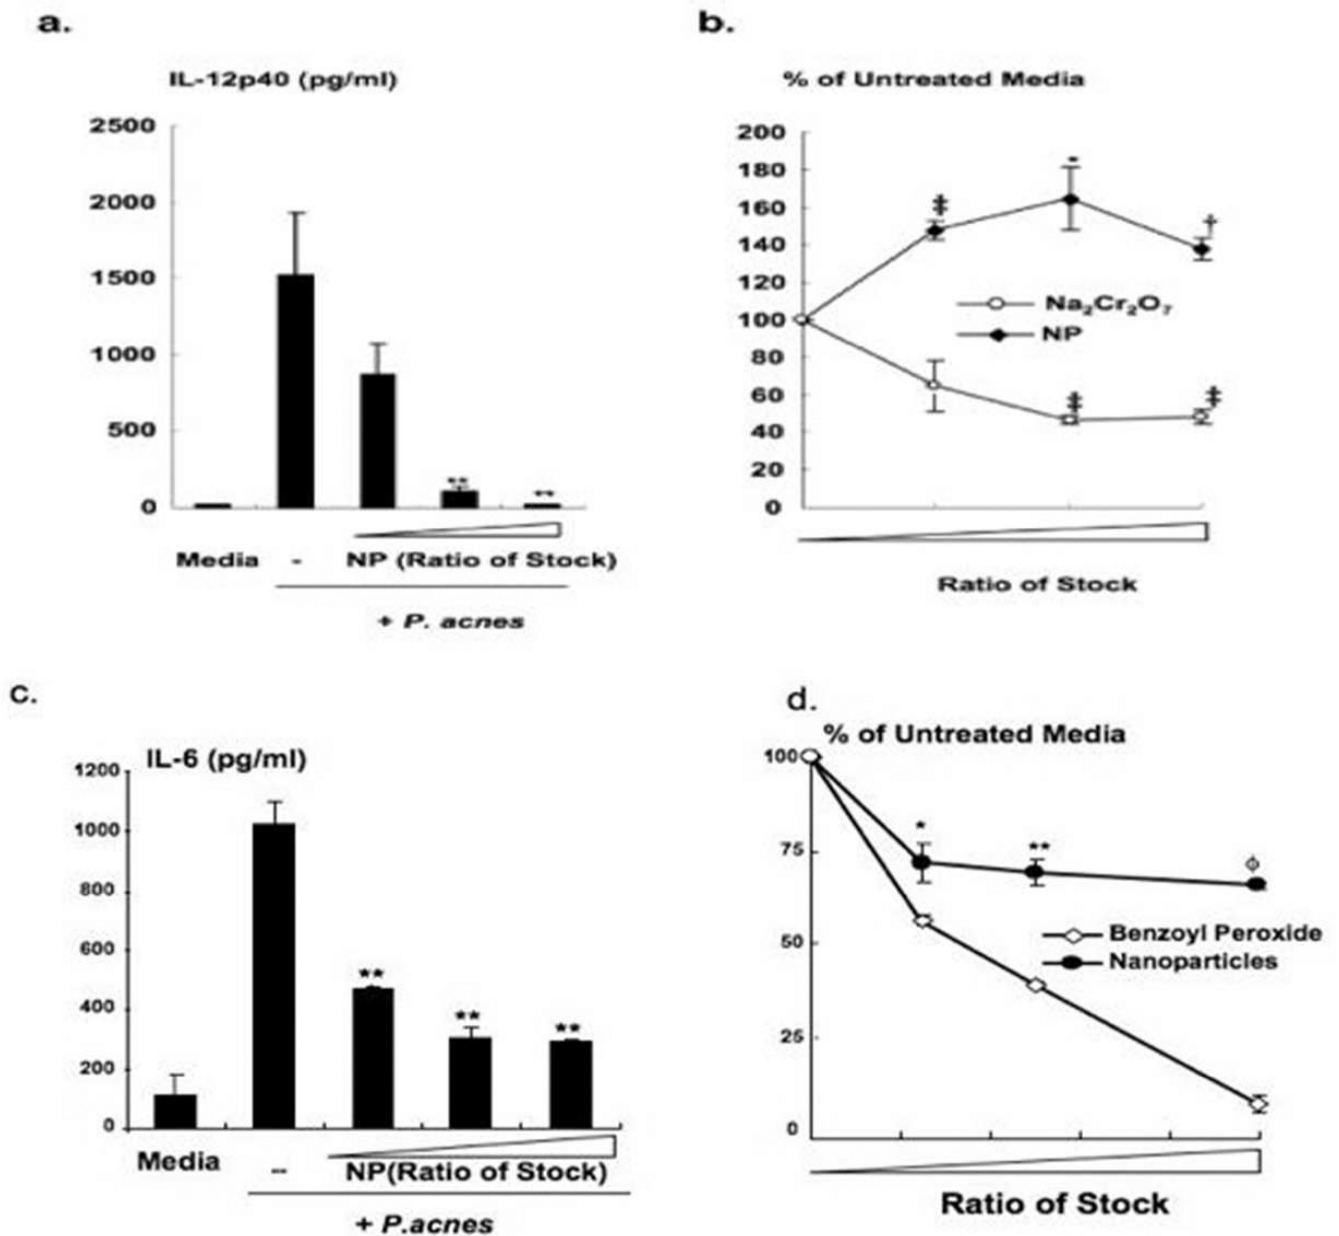 a.
IL-12p40 (pg/ml)
2500
2000
1500
1000
500
0
**
**
Media
-
NP (Ratio of Stock)
+ P. acnes
b.
% of Untreated Media
200
180
160
140
120
100
80
60
40
20
0
‡
*
†
‡
‡
Na₂Cr₂O₇
NP
Ratio of Stock
c.
IL-6 (pg/ml)
1200
1000
800
600
400
200
0
**
**
**
Media
--
NP(Ratio of Stock)
+ P.acnes
d.
% of Untreated Media
100
75
50
25
0
*
**
ϕ
Benzoyl Peroxide
Nanoparticles
Ratio of Stock